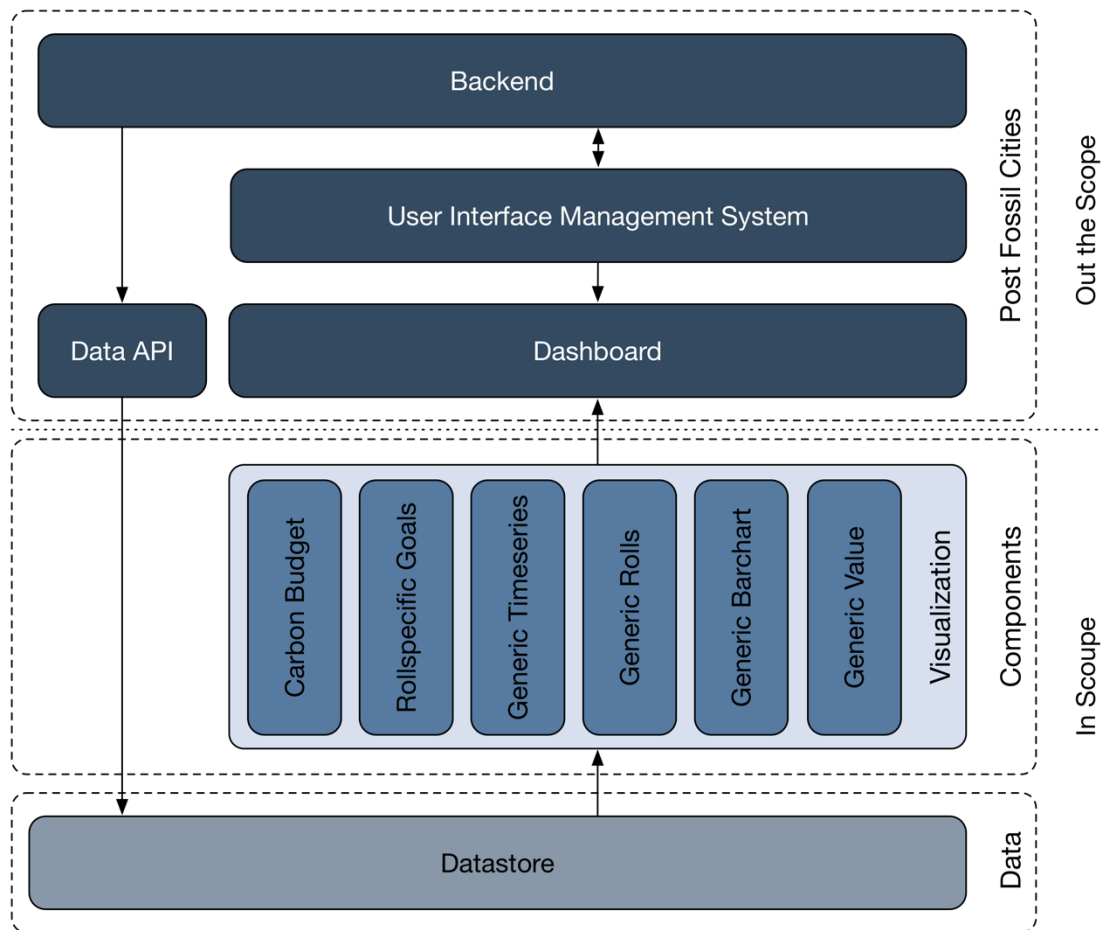 Backend
User Interface Management System
Data API
Dashboard
Post Fossil Cities
Out the Scope
Carbon Budget
Rollspecific Goals
Generic Timeseries
Generic Rolls
Generic Barchart
Generic Value
Visualization
Components
In Scoupe
Datastore
Data